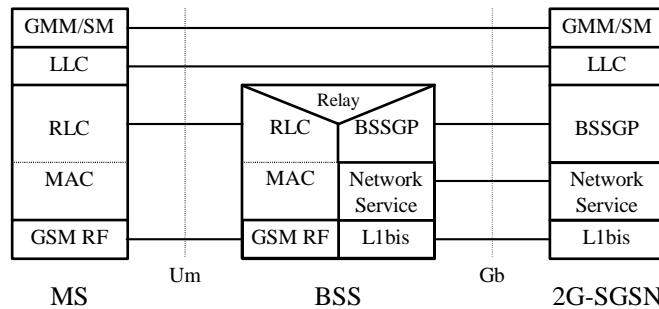 GMM/SM
LLC
RLC
MAC
GSM RF
MS
Um
Relay
RLC
BSSGP
MAC
Network
Service
GSM RF
L1bis
BSS
Gb
GMM/SM
LLC
BSSGP
Network
Service
L1bis
2G-SGSN